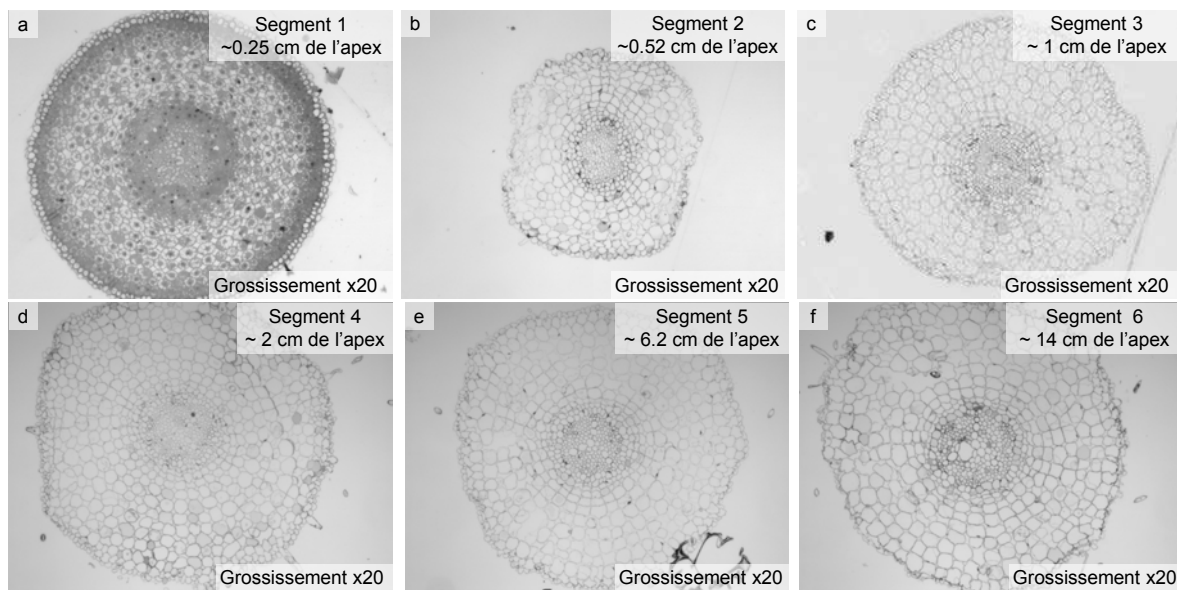 a
Segment 1
~0.25 cm de l'apex
Grossissement x20
b
Segment 2
~0.52 cm de l'apex
Grossissement x20
c
Segment 3
~ 1 cm de l'apex
Grossissement x20
d
Segment 4
~ 2 cm de l'apex
Grossissement x20
e
Segment 5
~ 6.2 cm de l'apex
Grossissement x20
f
Segment 6
~ 14 cm de l'apex
Grossissement x20